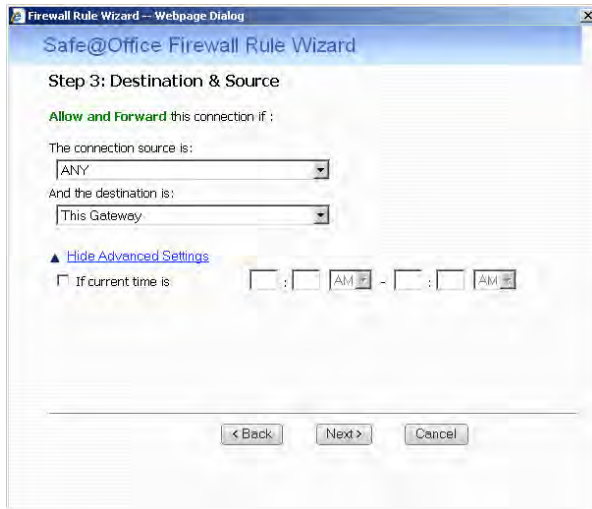 Firewall Rule Wizard -- Webpage Dialog
Safe@Office Firewall Rule Wizard
Step 3: Destination & Source
Allow and Forward this connection if :
The connection source is:
ANY
And the destination is:
This Gateway
Hide Advanced Settings
If current time is : AM - : AM
< Back Next > Cancel